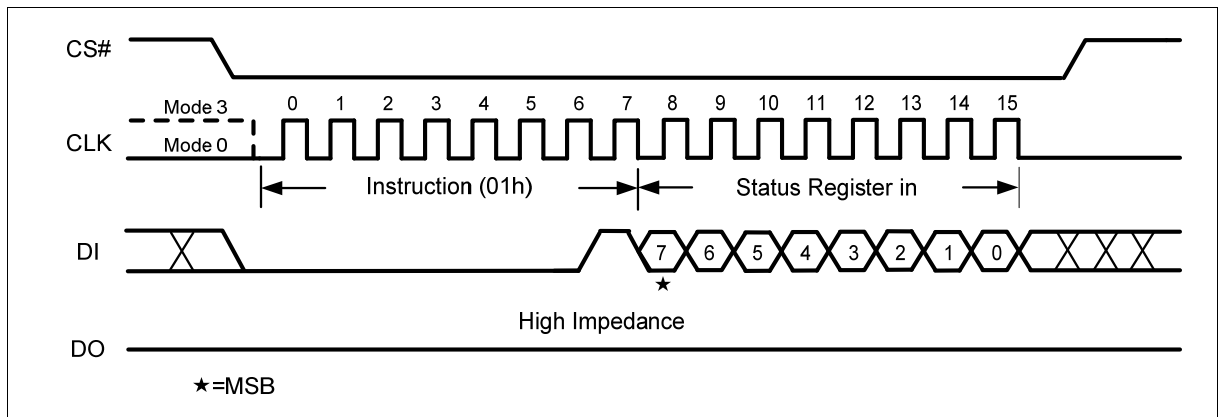 CS#
Mode 3
0 1 2 3 4 5 6 7 8 9 10 11 12 13 14 15
CLK
Mode 0
Instruction (01h)
Status Register in
DI
7 6 5 4 3 2 1 0
★
High Impedance
DO
★=MSB